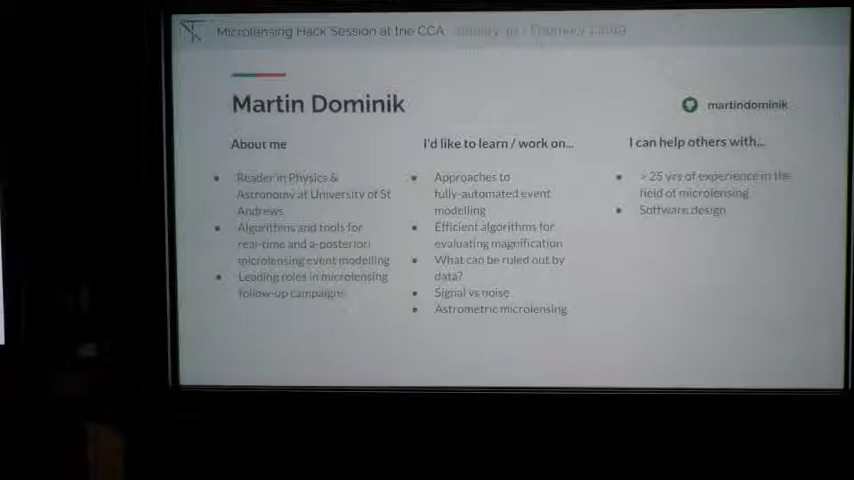 Microlensing Hack Session at the CCA
Martin Dominik
martindominik
About me
Reader in Physics &
Astronomy at University of St
Andrews
Algorithms and tools for
real-time and a-posteriori
microlensing event modelling
Leading roles in microlensing
follow-up campaigns
I'd like to learn / work on...
Approaches to
fully-automated event
modelling
Efficient algorithms for
evaluating magnification
What can be ruled out by
data?
Signal vs noise
Astrometric microlensing
I can help others with...
> 25 yrs of experience in the
field of microlensing
Software design